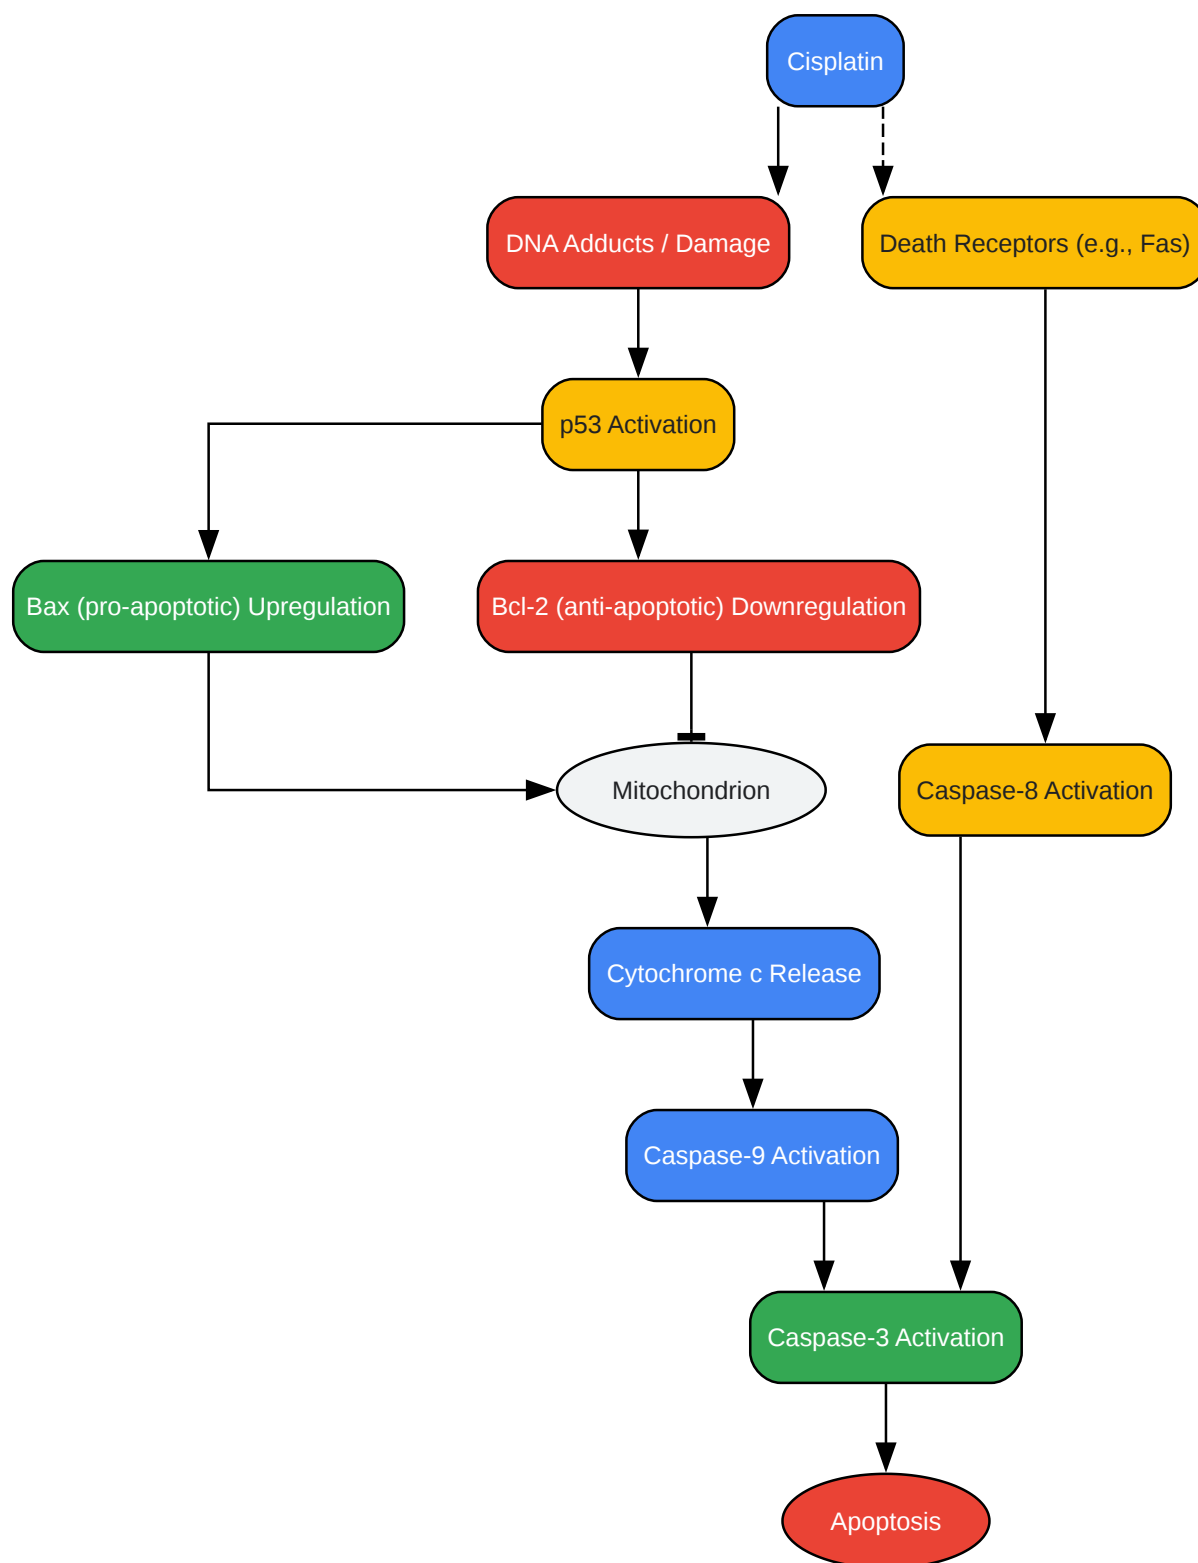 Cisplatin
DNA Adducts / Damage
Death Receptors (e.g., Fas)
p53 Activation
Bax (pro-apoptotic) Upregulation
Bcl-2 (anti-apoptotic) Downregulation
Mitochondrion
Caspase-8 Activation
Cytochrome c Release
Caspase-9 Activation
Caspase-3 Activation
Apoptosis